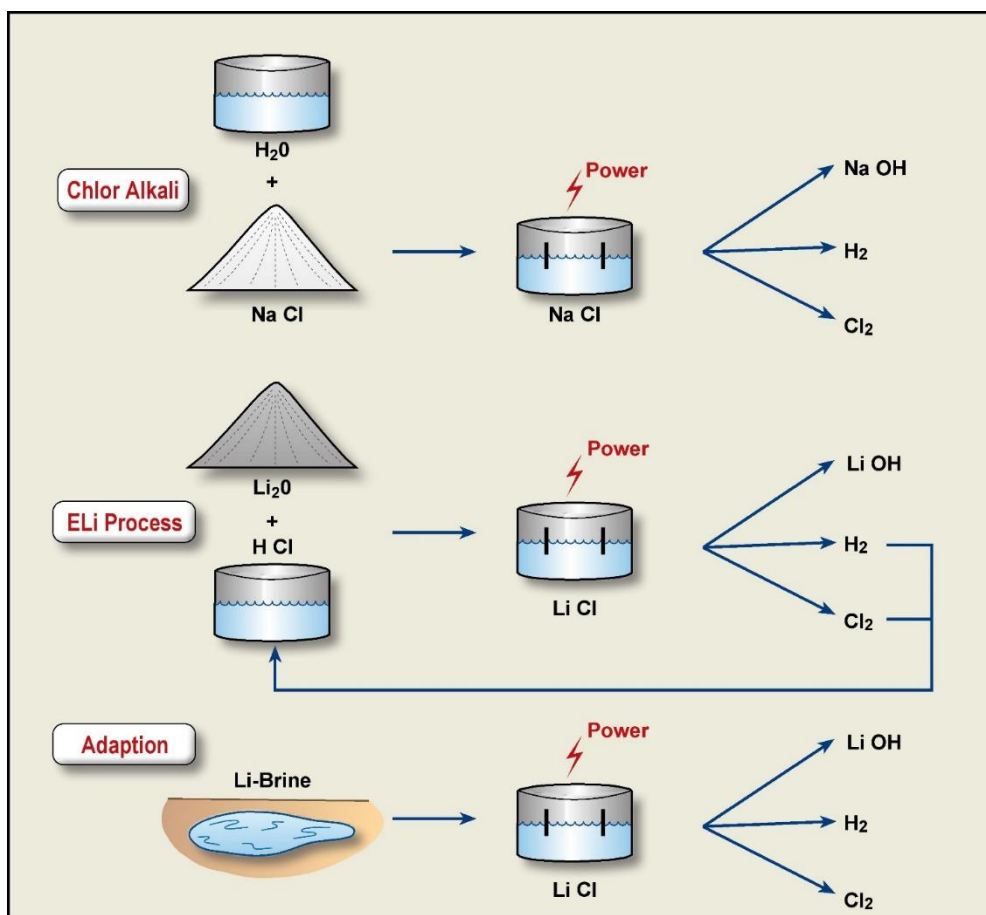 H₂0
Chlor Alkali
+
Power
Na OH
H₂
Na Cl
Na Cl
Cl₂
Li₂0
Power
Li OH
ELi Process
+
H Cl
H₂
Li Cl
Cl₂
Adaption
Power
Li OH
Li-Brine
H₂
Li Cl
Cl₂